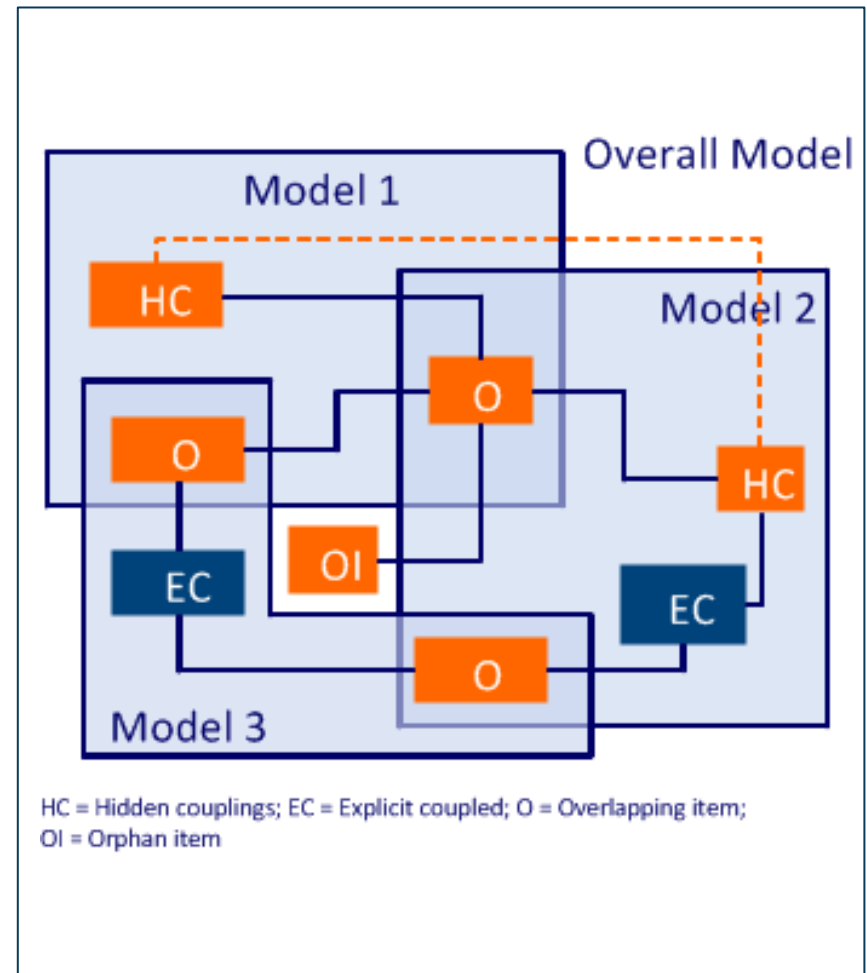 Overall Model
Model 1
HC
Model 2
O
O
HC
OI
EC
EC
O
Model 3
HC = Hidden couplings; EC = Explicit coupled; O = Overlapping item;
OI = Orphan item